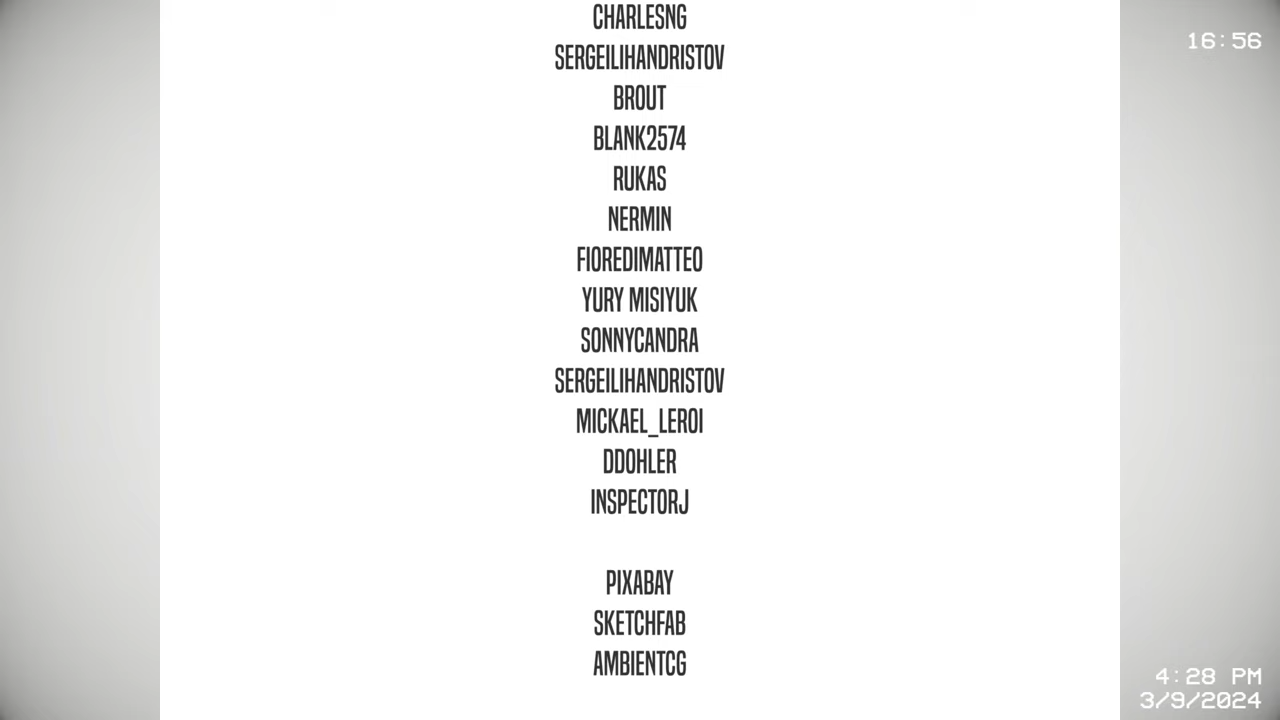 CHARLESNG
16:56
SERGEILIHANDRISTOV
BROUT
BLANK2574
RUKAS
NERMIN
FIOREDIMATTEO
YURY MISIYUK
SONNYCANDRA
SERGEILIHANDRISTOV
MICKAEL_LEROI
DDOHLER
INSPECTORJ
PIXABAY
SKETCHFAB
AMBIENTCG
4:28 PM
3/9/2024